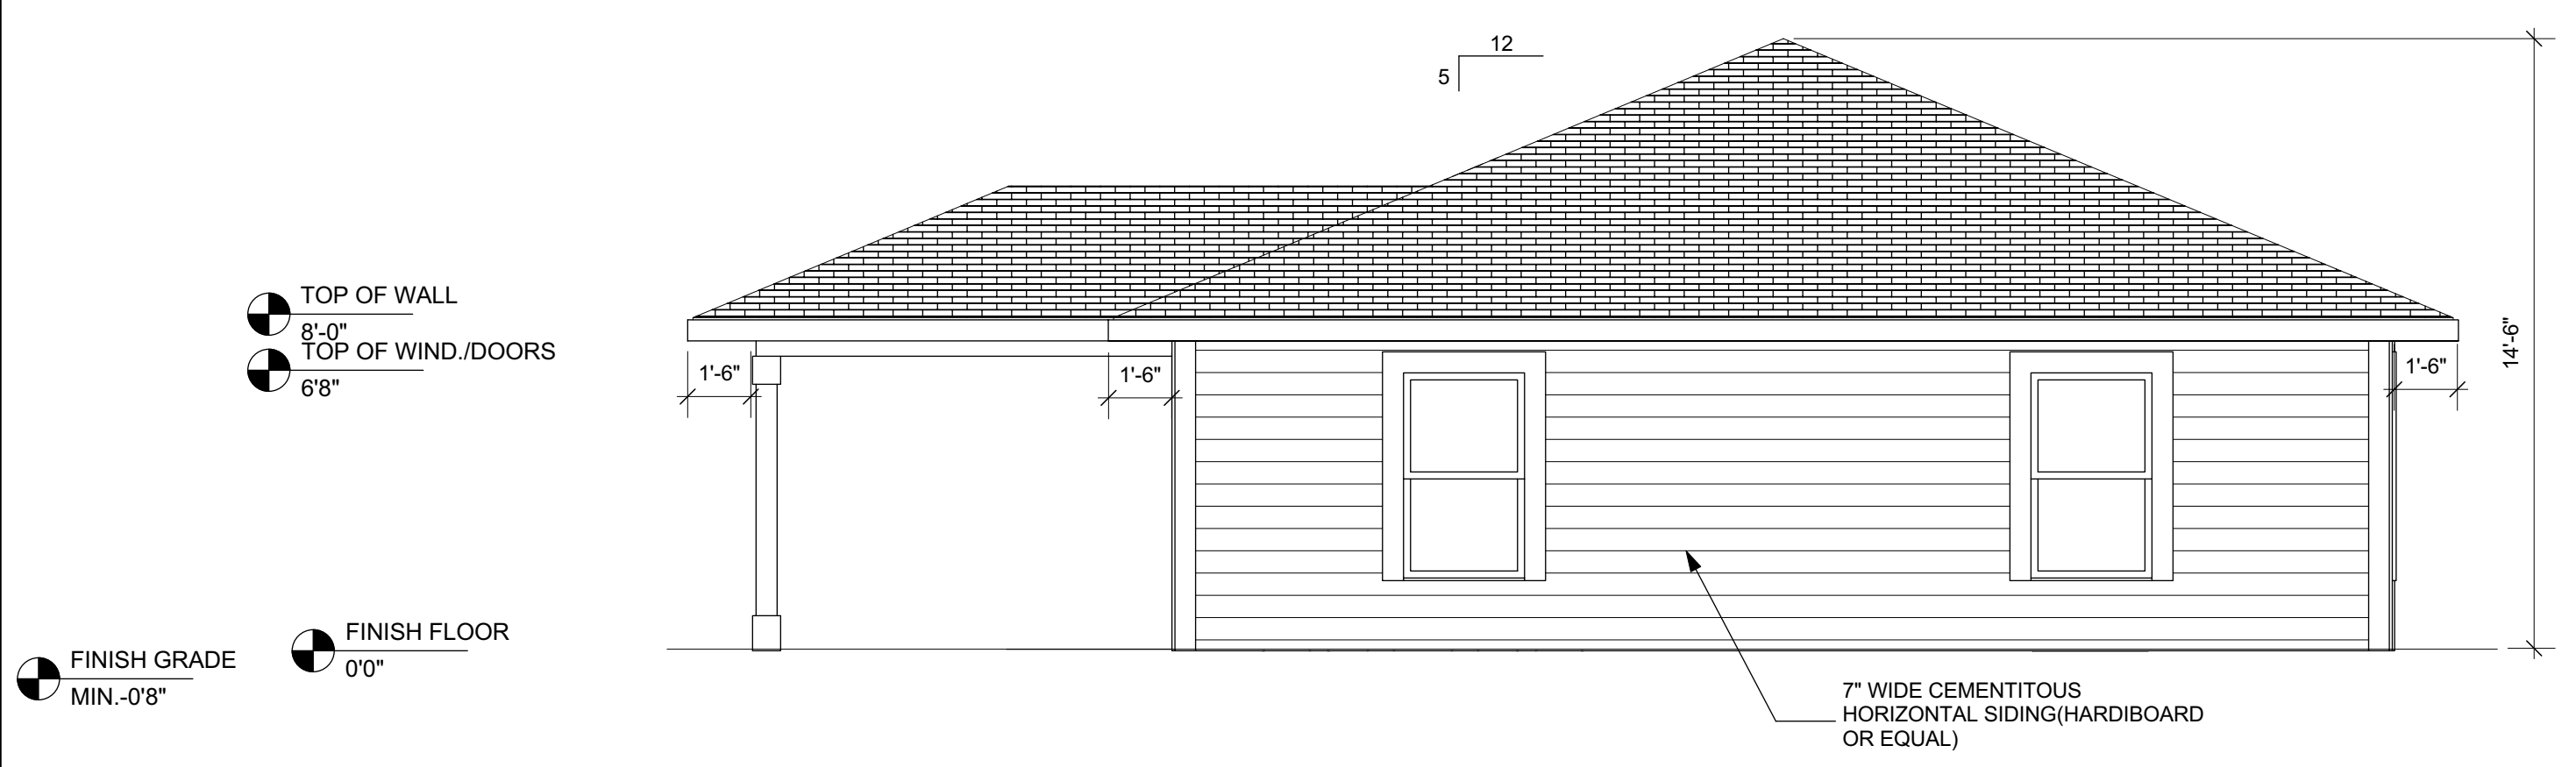 12
5
TOP OF WALL
8'-0"
TOP OF WIND./DOORS
6'8"
1'-6"
1'-6"
1'-6"
14'-6"
FINISH FLOOR
0'0"
FINISH GRADE
MIN.-0'8"
7" WIDE CEMENTITOUS
HORIZONTAL SIDING(HARDIBOARD
OR EQUAL)